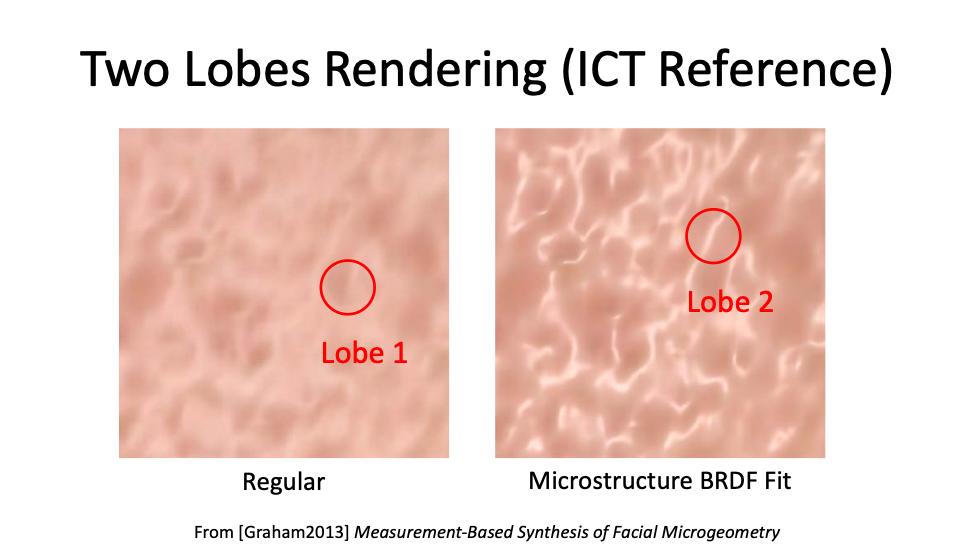 Two Lobes Rendering (ICT Reference)
Lobe 1
Lobe 2
Regular
Microstructure BRDF Fit
From [Graham2013] Measurement-Based Synthesis of Facial Microgeometry